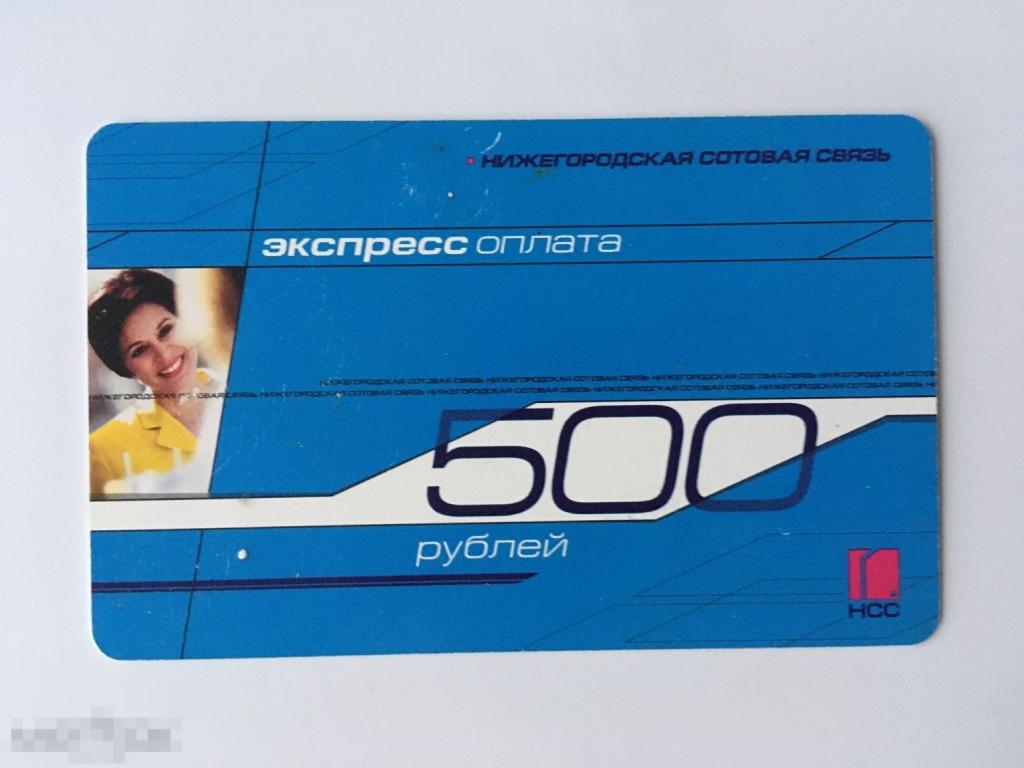 НИЖЕГОРОДСКАЯ СОТОВАЯ СВЯЗЬ
экспресс оплата
НИЖЕГОРОДСКАЯ СОТОВАЯ СВЯЗЬ НИЖЕГОРОДСКАЯ СОТОВАЯ СВЯЗЬ НИЖЕГОРОДСКАЯ СОТОВАЯ СВЯЗЬ НИЖЕГОРОДСКАЯ
НИЖЕГОРОДСКАЯ СОТОВАЯ СВЯЗЬ НИЖЕГОРОДСКАЯ СОТОВАЯ СВЯЗЬ НИЖЕГОРОДСКАЯ СОТОВАЯ СВЯЗЬ НИЖЕГОРОДСКАЯ СОТОВАЯ СВЯЗЬ НИЖЕГОРОДСКАЯ СОТОВАЯ СВЯЗЬ
500
рублей
НСС